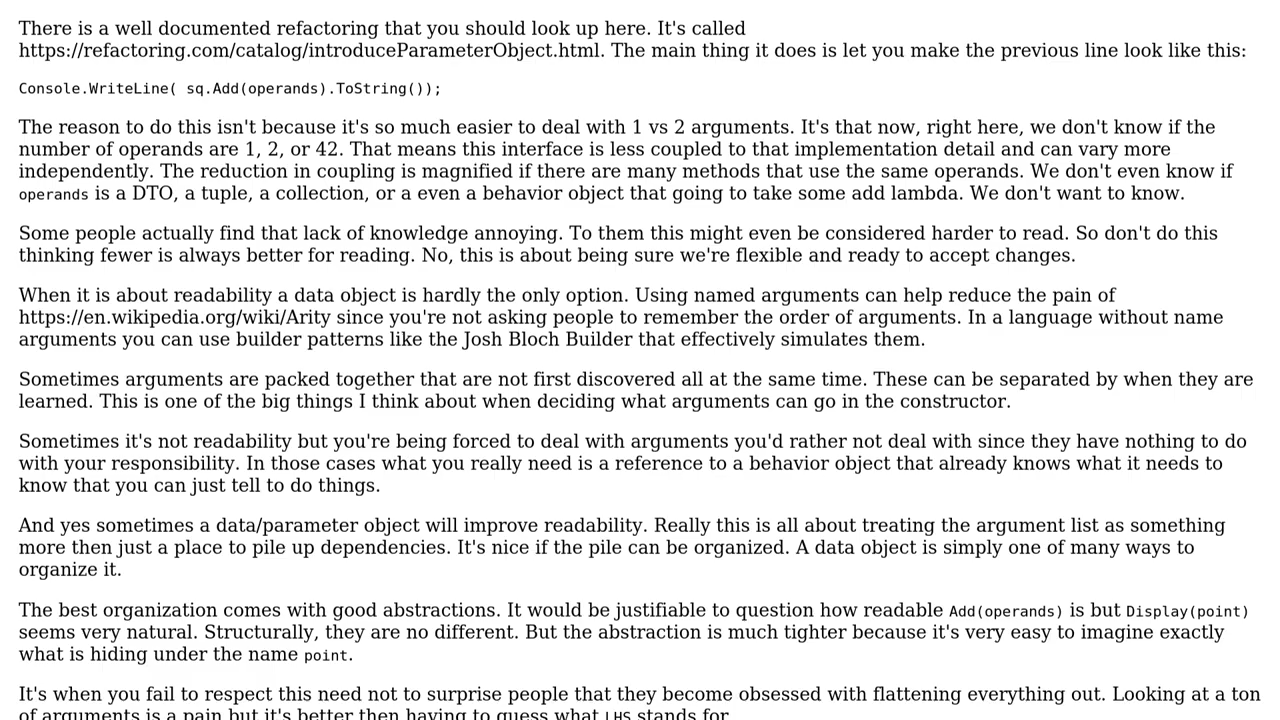 There is a well documented refactoring that you should look up here. It's called
https://refactoring.com/catalog/introduceParameterObject.html. The main thing it does is let you make the previous line look like this:
Console.WriteLine( sq.Add(operands).ToString());
The reason to do this isn't because it's so much easier to deal with 1 vs 2 arguments. It's that now, right here, we don't know if the
number of operands are 1, 2, or 42. That means this interface is less coupled to that implementation detail and can vary more
independently. The reduction in coupling is magnified if there are many methods that use the same operands. We don't even know if
operands is a DTO, a tuple, a collection, or a even a behavior object that going to take some add lambda. We don't want to know.
Some people actually find that lack of knowledge annoying. To them this might even be considered harder to read. So don't do this
thinking fewer is always better for reading. No, this is about being sure we're flexible and ready to accept changes.
When it is about readability a data object is hardly the only option. Using named arguments can help reduce the pain of
https://en.wikipedia.org/wiki/Arity since you're not asking people to remember the order of arguments. In a language without name
arguments you can use builder patterns like the Josh Bloch Builder that effectively simulates them.
Sometimes arguments are packed together that are not first discovered all at the same time. These can be separated by when they are
learned. This is one of the big things I think about when deciding what arguments can go in the constructor.
Sometimes it's not readability but you're being forced to deal with arguments you'd rather not deal with since they have nothing to do
with your responsibility. In those cases what you really need is a reference to a behavior object that already knows what it needs to
know that you can just tell to do things.
And yes sometimes a data/parameter object will improve readability. Really this is all about treating the argument list as something
more then just a place to pile up dependencies. It's nice if the pile can be organized. A data object is simply one of many ways to
organize it.
The best organization comes with good abstractions. It would be justifiable to question how readable Add(operands) is but Display(point)
seems very natural. Structurally, they are no different. But the abstraction is much tighter because it's very easy to imagine exactly
what is hiding under the name point.
It's when you fail to respect this need not to surprise people that they become obsessed with flattening everything out. Looking at a ton
of arguments is a pain but it's better then having to guess what LHS stands for.